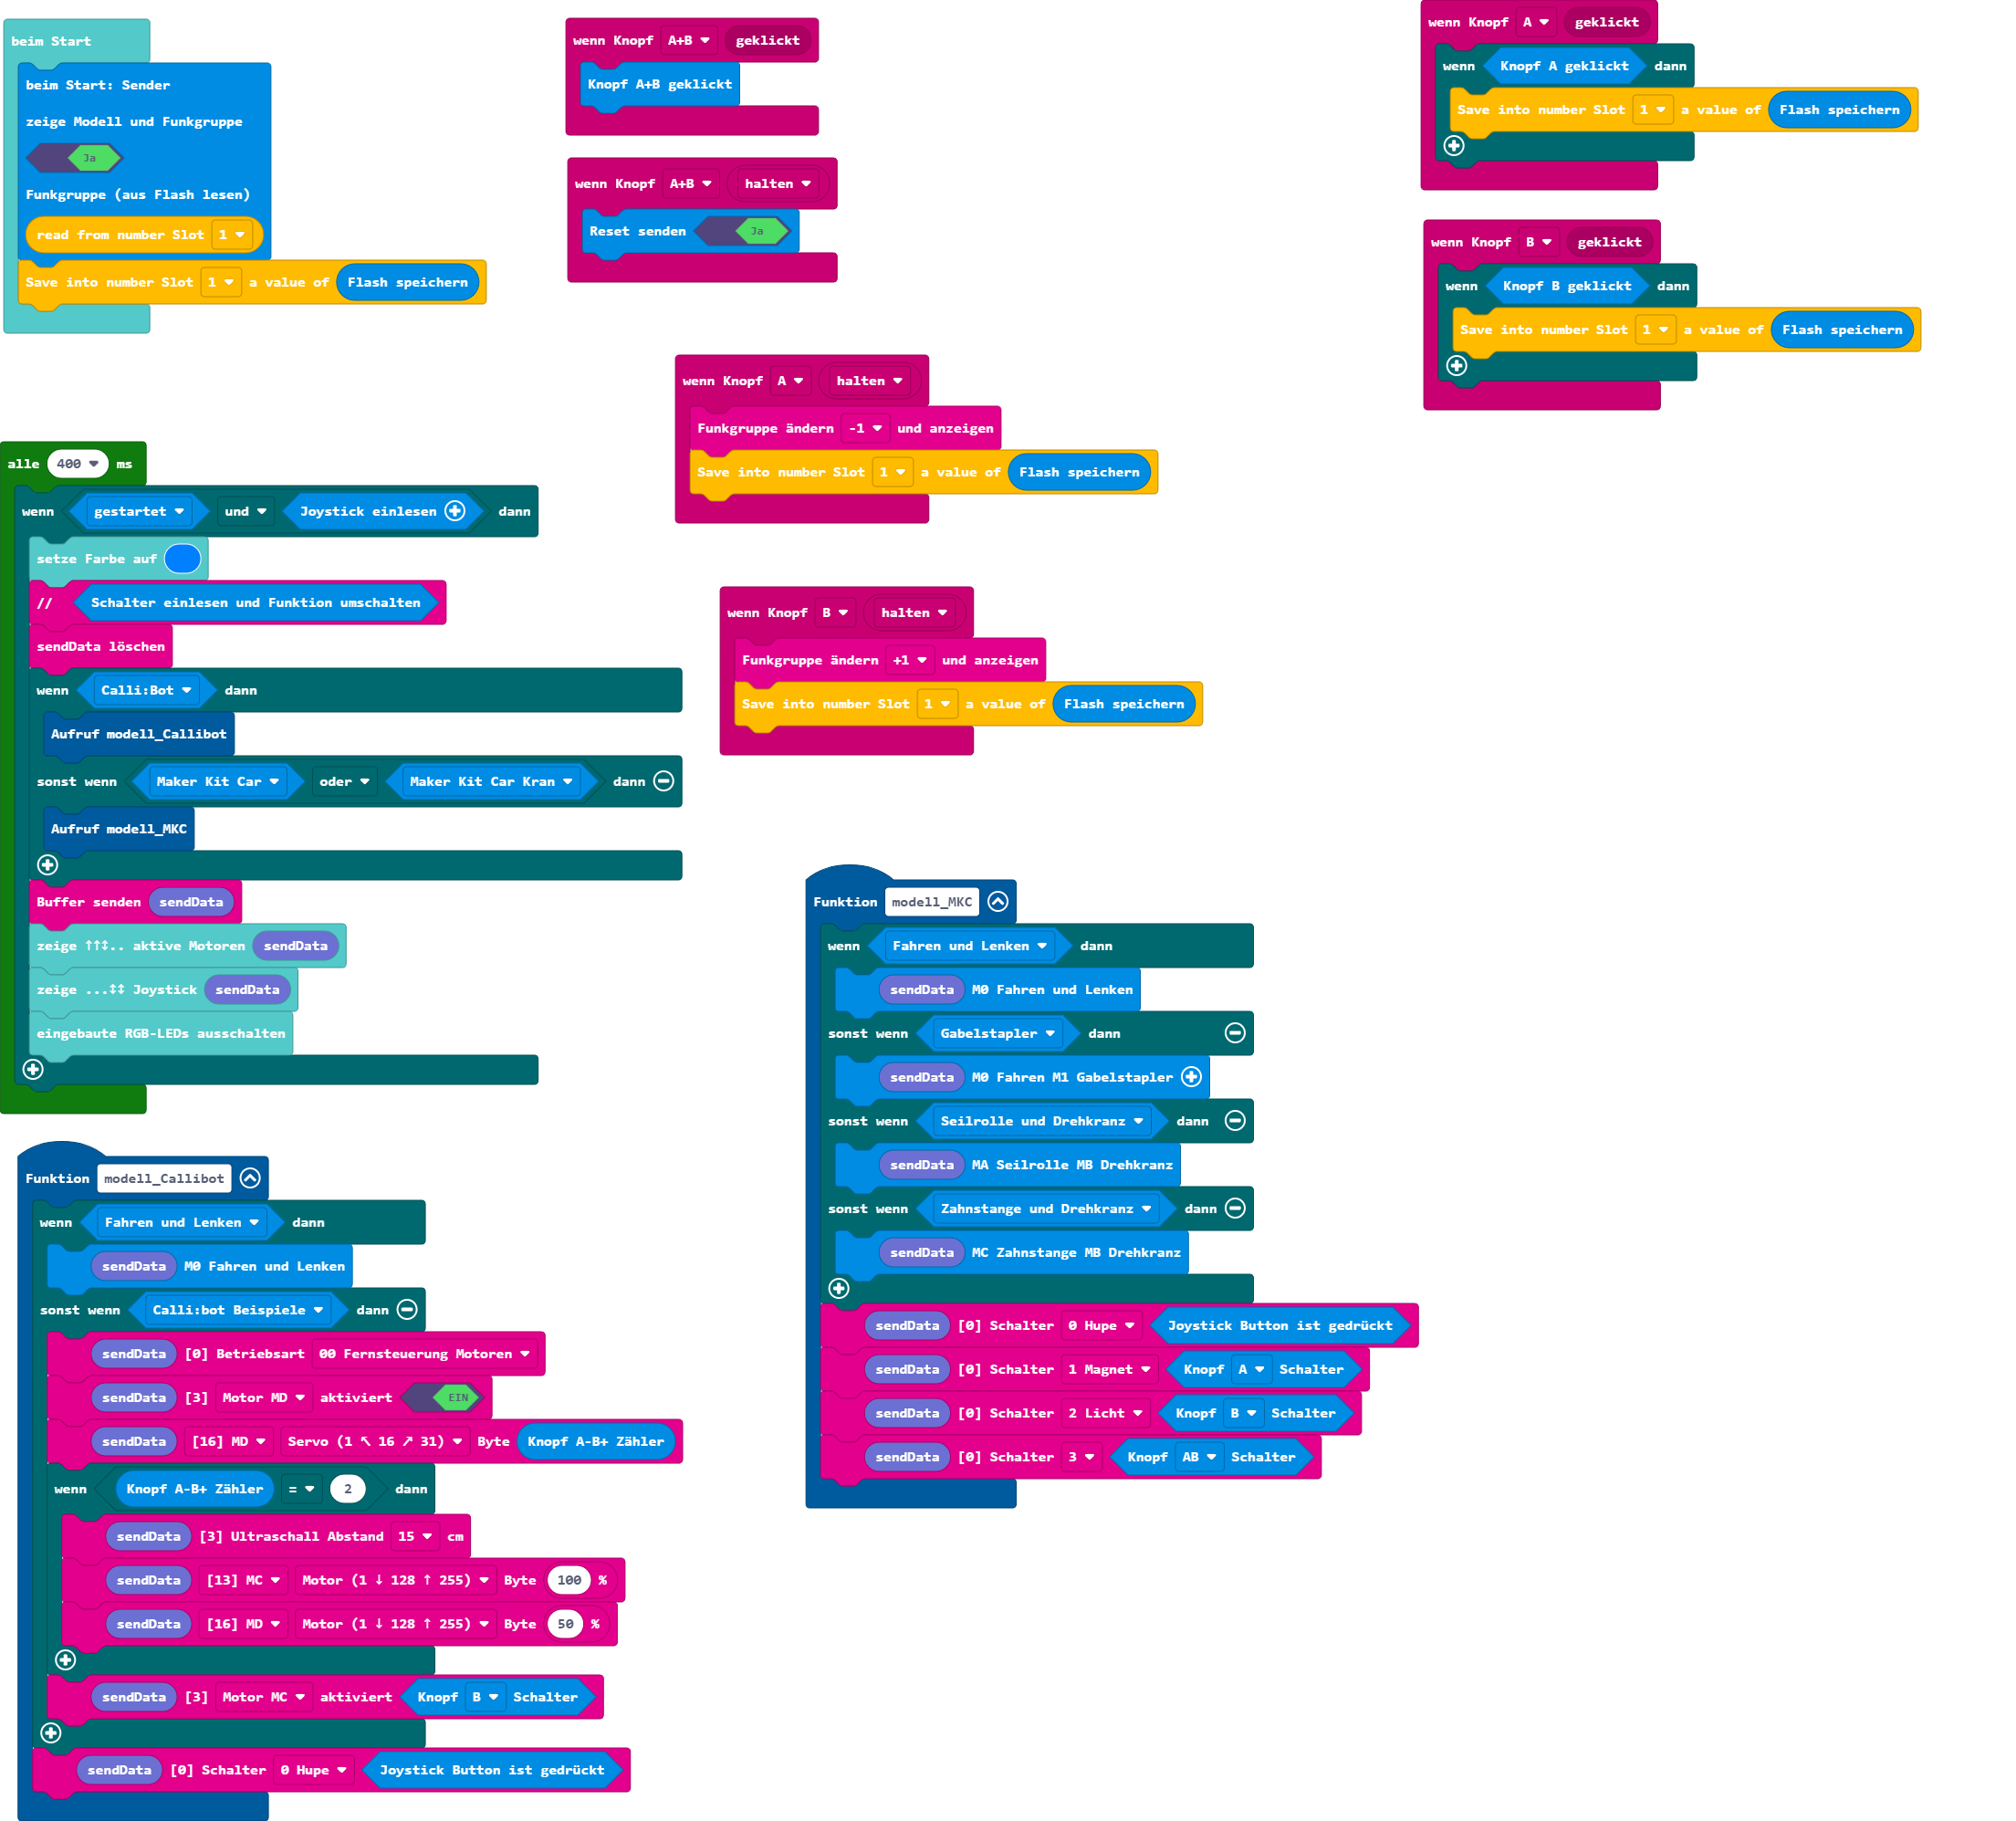 beim Start
beim Start: Sender
zeige Modell und Funkgruppe
Ja
Funkgruppe (aus Flash lesen)
read from number Slot 1
Save into number Slot 1 a value of Flash speichern
wenn Knopf A+B geklickt
Knopf A+B geklickt
wenn Knopf A+B halten
Reset senden Ja
wenn Knopf A geklickt
wenn Knopf A geklickt dann
Save into number Slot 1 a value of Flash speichern
wenn Knopf B geklickt
wenn Knopf B geklickt dann
Save into number Slot 1 a value of Flash speichern
wenn Knopf A halten
Funkgruppe ändern -1 und anzeigen
Save into number Slot 1 a value of Flash speichern
wenn Knopf B halten
Funkgruppe ändern +1 und anzeigen
Save into number Slot 1 a value of Flash speichern
alle 400 ms
wenn gestartet und Joystick einlesen dann
setze Farbe auf
// Schalter einlesen und Funktion umschalten
sendData löschen
wenn Calli:Bot dann
Aufruf modell_Callibot
sonst wenn Maker Kit Car oder Maker Kit Car Kran dann
Aufruf modell_MKC
Buffer senden sendData
zeige ↑↑↕.. aktive Motoren sendData
zeige ...↕↕ Joystick sendData
eingebaute RGB-LEDs ausschalten
Funktion modell_MKC
wenn Fahren und Lenken dann
sendData M0 Fahren und Lenken
sonst wenn Gabelstapler dann
sendData M0 Fahren M1 Gabelstapler
sonst wenn Seilrolle und Drehkranz dann
sendData MA Seilrolle MB Drehkranz
sonst wenn Zahnstange und Drehkranz dann
sendData MC Zahnstange MB Drehkranz
sendData [0] Schalter 0 Hupe Joystick Button ist gedrückt
sendData [0] Schalter 1 Magnet Knopf A Schalter
sendData [0] Schalter 2 Licht Knopf B Schalter
sendData [0] Schalter 3 Knopf AB Schalter
Funktion modell_Callibot
wenn Fahren und Lenken dann
sendData M0 Fahren und Lenken
sonst wenn Calli:bot Beispiele dann
sendData [0] Betriebsart 00 Fernsteuerung Motoren
sendData [3] Motor MD aktiviert EIN
sendData [16] MD Servo (1 ↖ 16 ↗ 31) Byte Knopf A-B+ Zähler
wenn Knopf A-B+ Zähler = 2 dann
sendData [3] Ultraschall Abstand 15 cm
sendData [13] MC Motor (1 ↓ 128 ↑ 255) Byte 100 %
sendData [16] MD Motor (1 ↓ 128 ↑ 255) Byte 50 %
sendData [3] Motor MC aktiviert Knopf B Schalter
sendData [0] Schalter 0 Hupe Joystick Button ist gedrückt